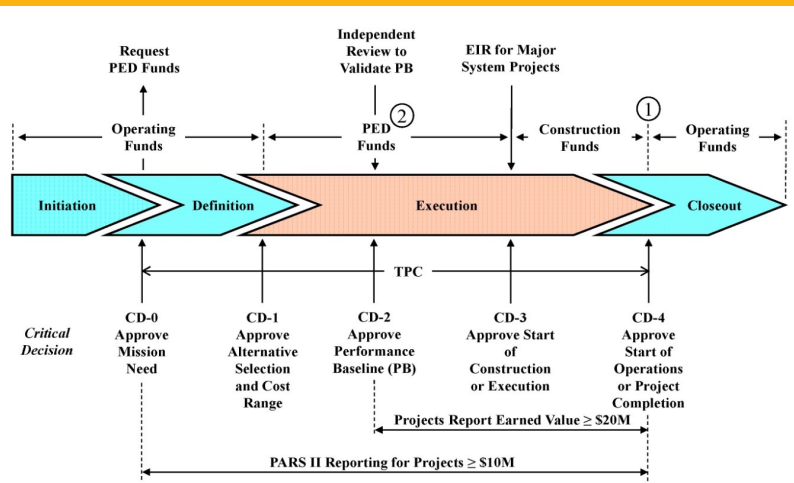 Request
PED Funds
Independent
Review to
Validate PB
EIR for Major
System Projects
Operating
Funds
PED
Funds
②
Construction
Funds
①
Operating
Funds
Initiation
Definition
Execution
Closeout
TPC
Critical
Decision
CD-0
Approve
Mission
Need
CD-1
Approve
Alternative
Selection
and Cost
Range
CD-2
Approve
Performance
Baseline (PB)
CD-3
Approve Start
of
Construction
or Execution
CD-4
Approve
Start of
Operations
or Project
Completion
Projects Report Earned Value ≥ $20M
PARS II Reporting for Projects ≥ $10M